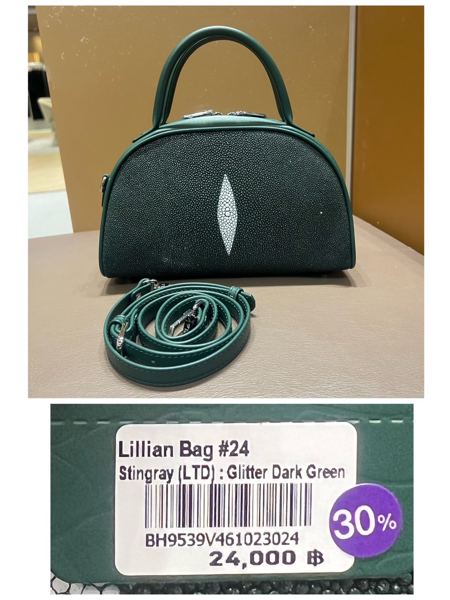 Lillian Bag #24
Stingray (LTD) : Glitter Dark Green
BH9539V461023024
24,000 ฿
30%